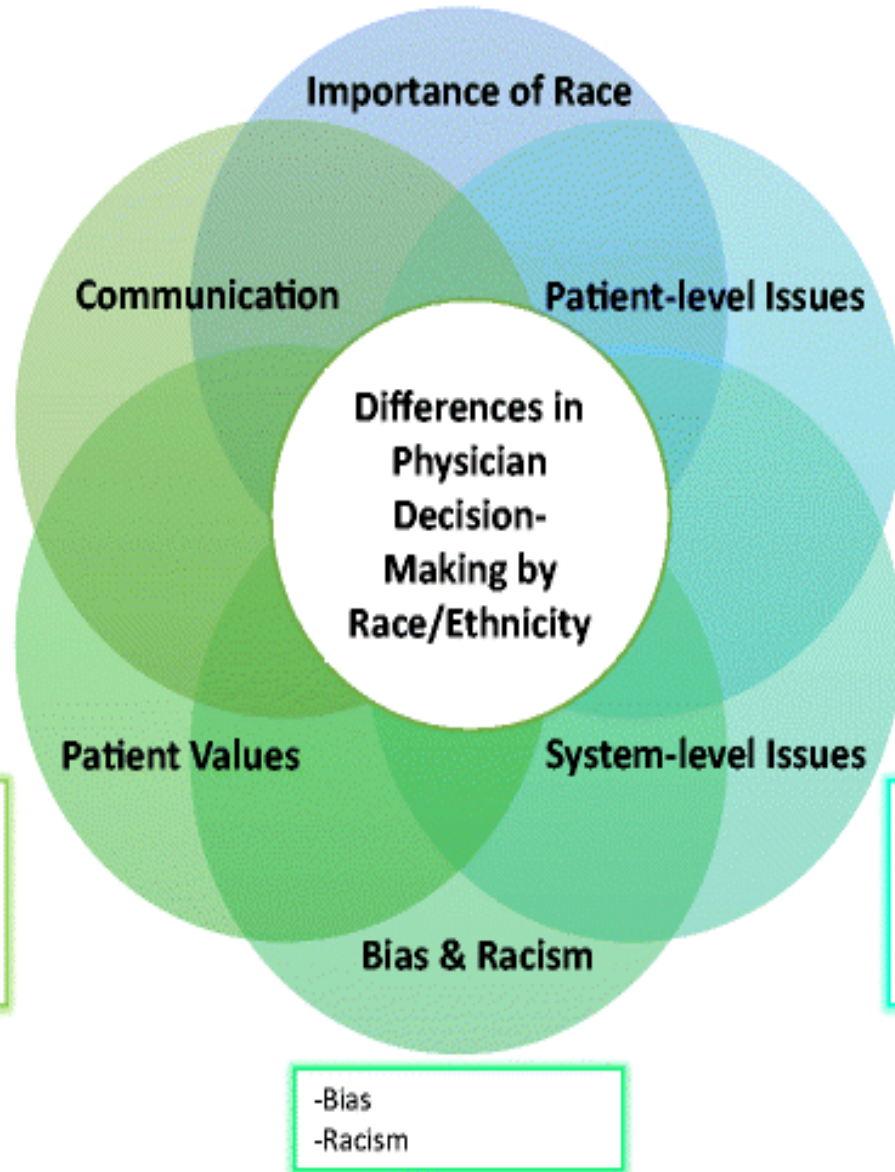 Importance of Race
Communication
Patient-level Issues
Differences in
Physician
Decision-
Making by
Race/Ethnicity
Patient Values
System-level Issues
Bias & Racism
-Bias
-Racism